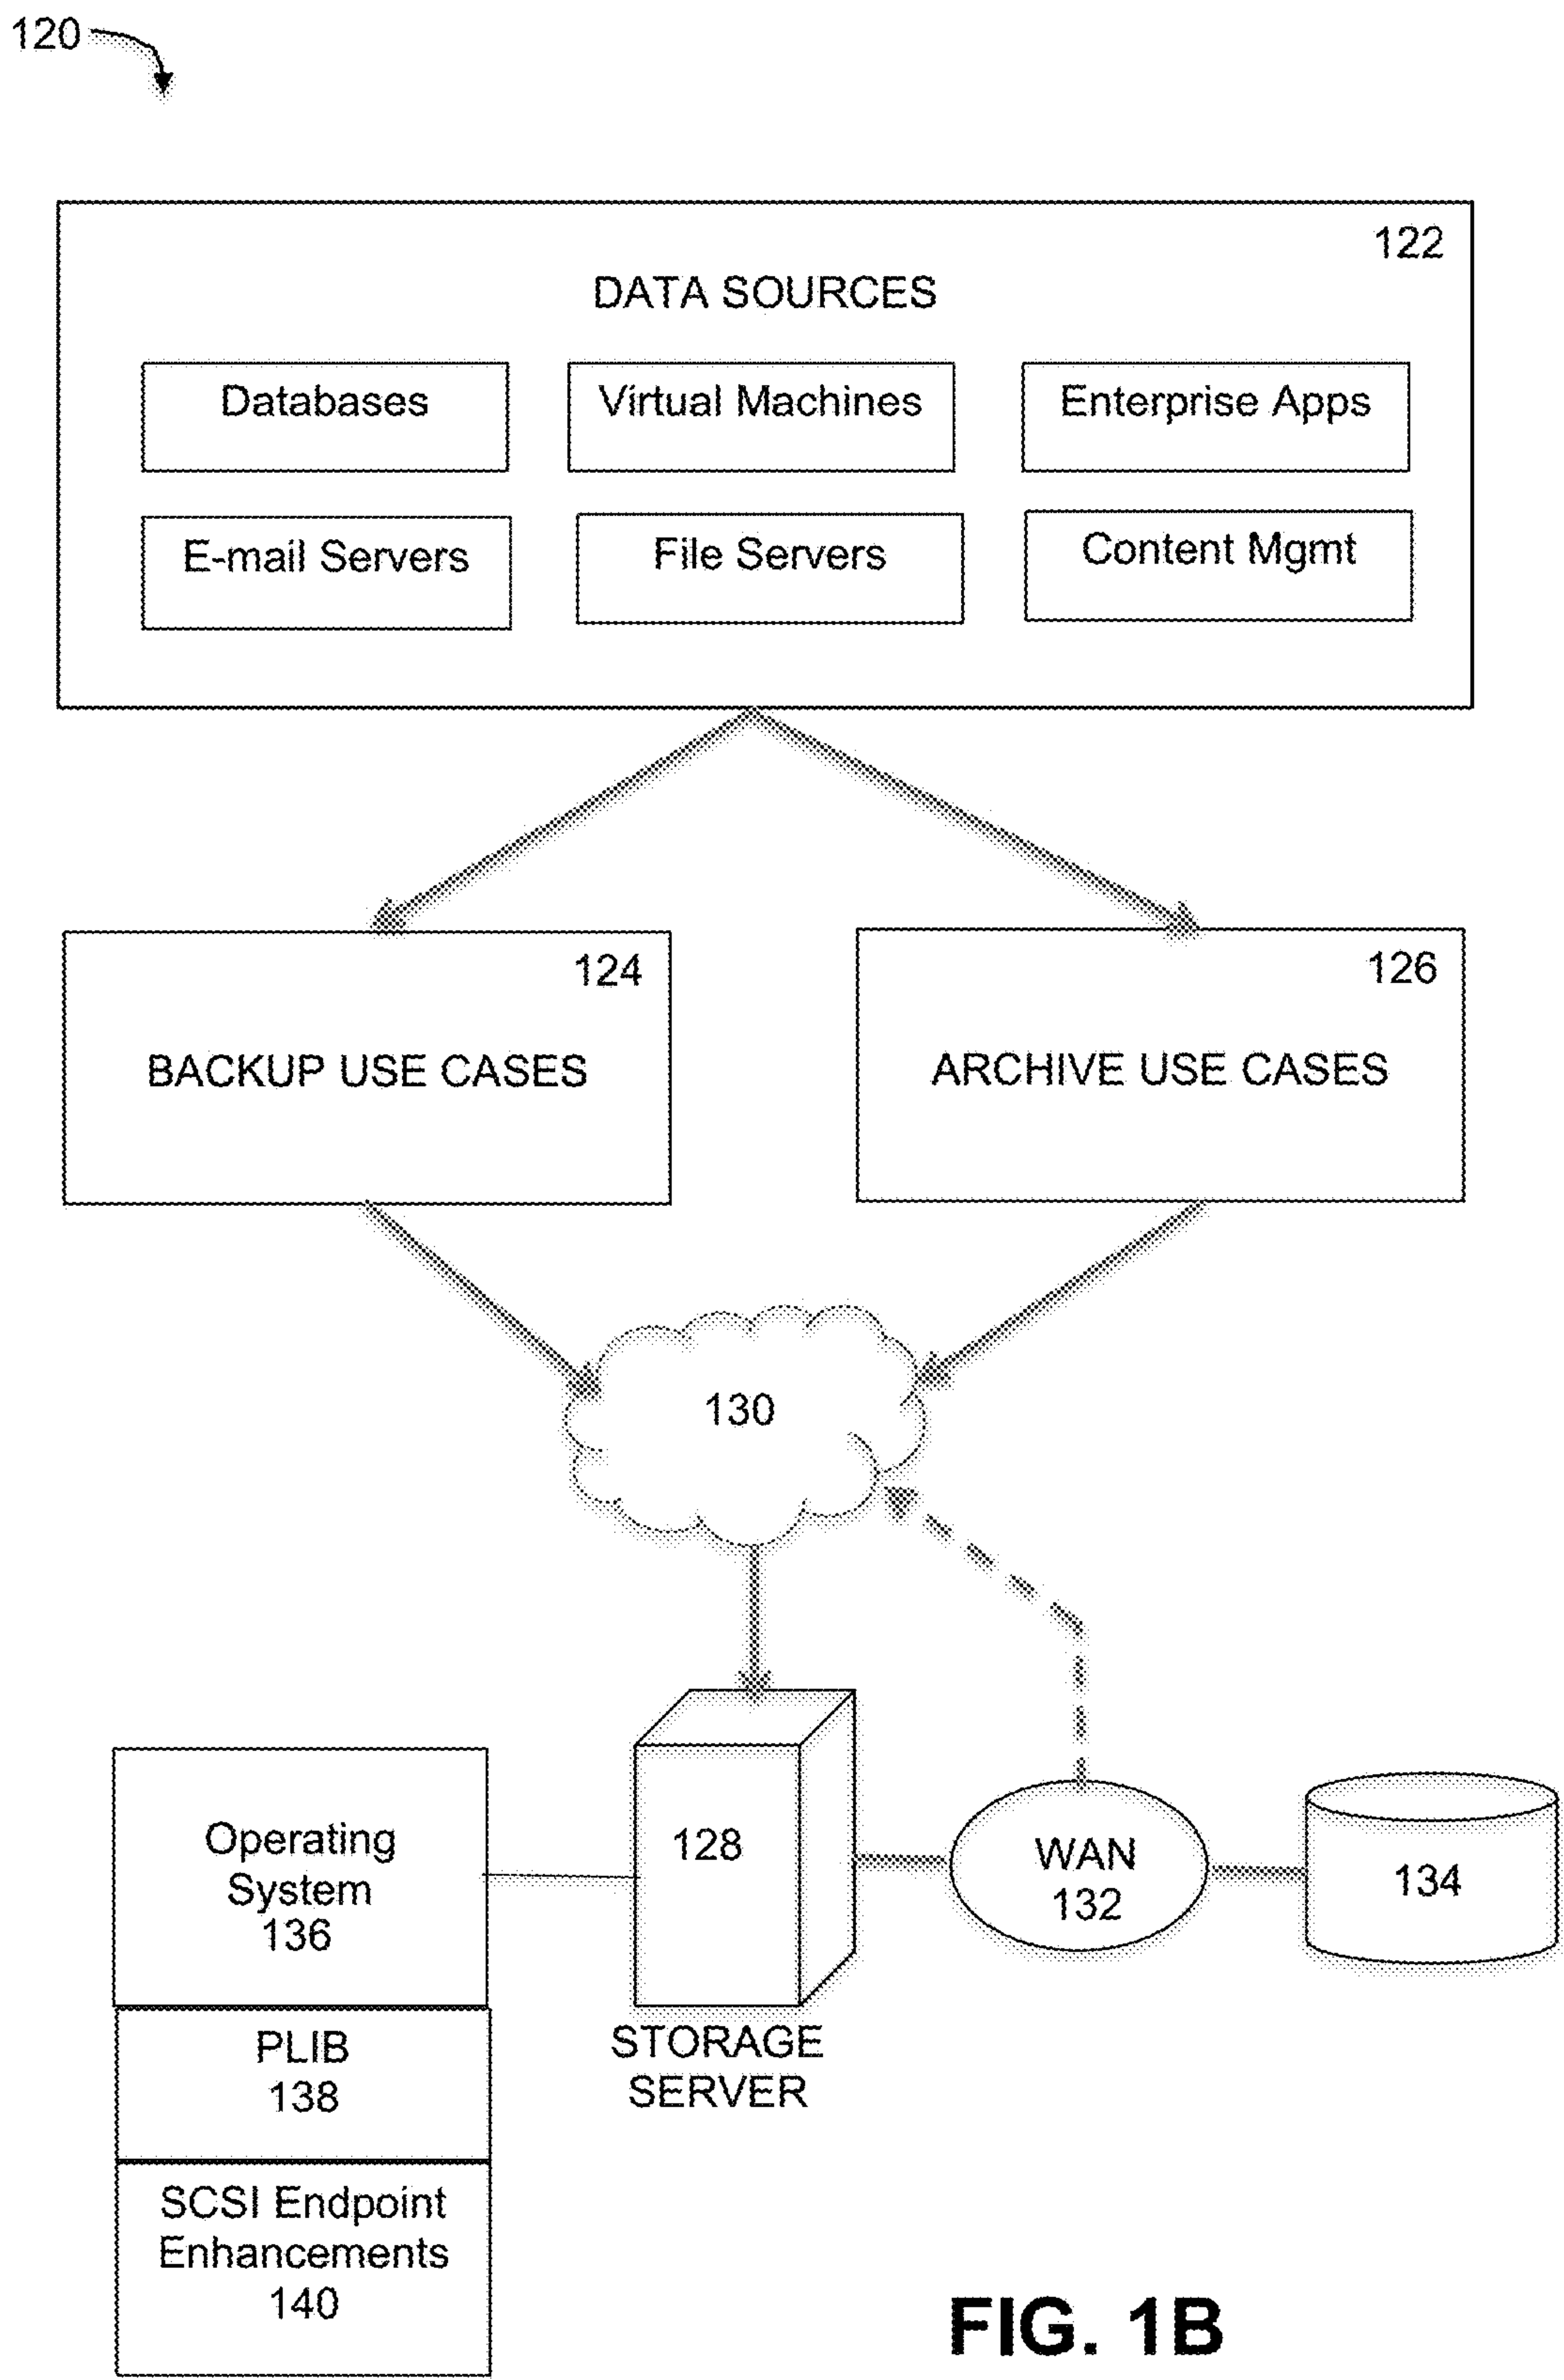 120
122
DATA SOURCES
Databases
Virtual Machines
Enterprise Apps
E-mail Servers
File Servers
Content Mgmt
124
BACKUP USE CASES
126
ARCHIVE USE CASES
130
128
STORAGE
SERVER
WAN
132
134
Operating
System
136
PLIB
138
SCSI Endpoint
Enhancements
140
FIG. 1B